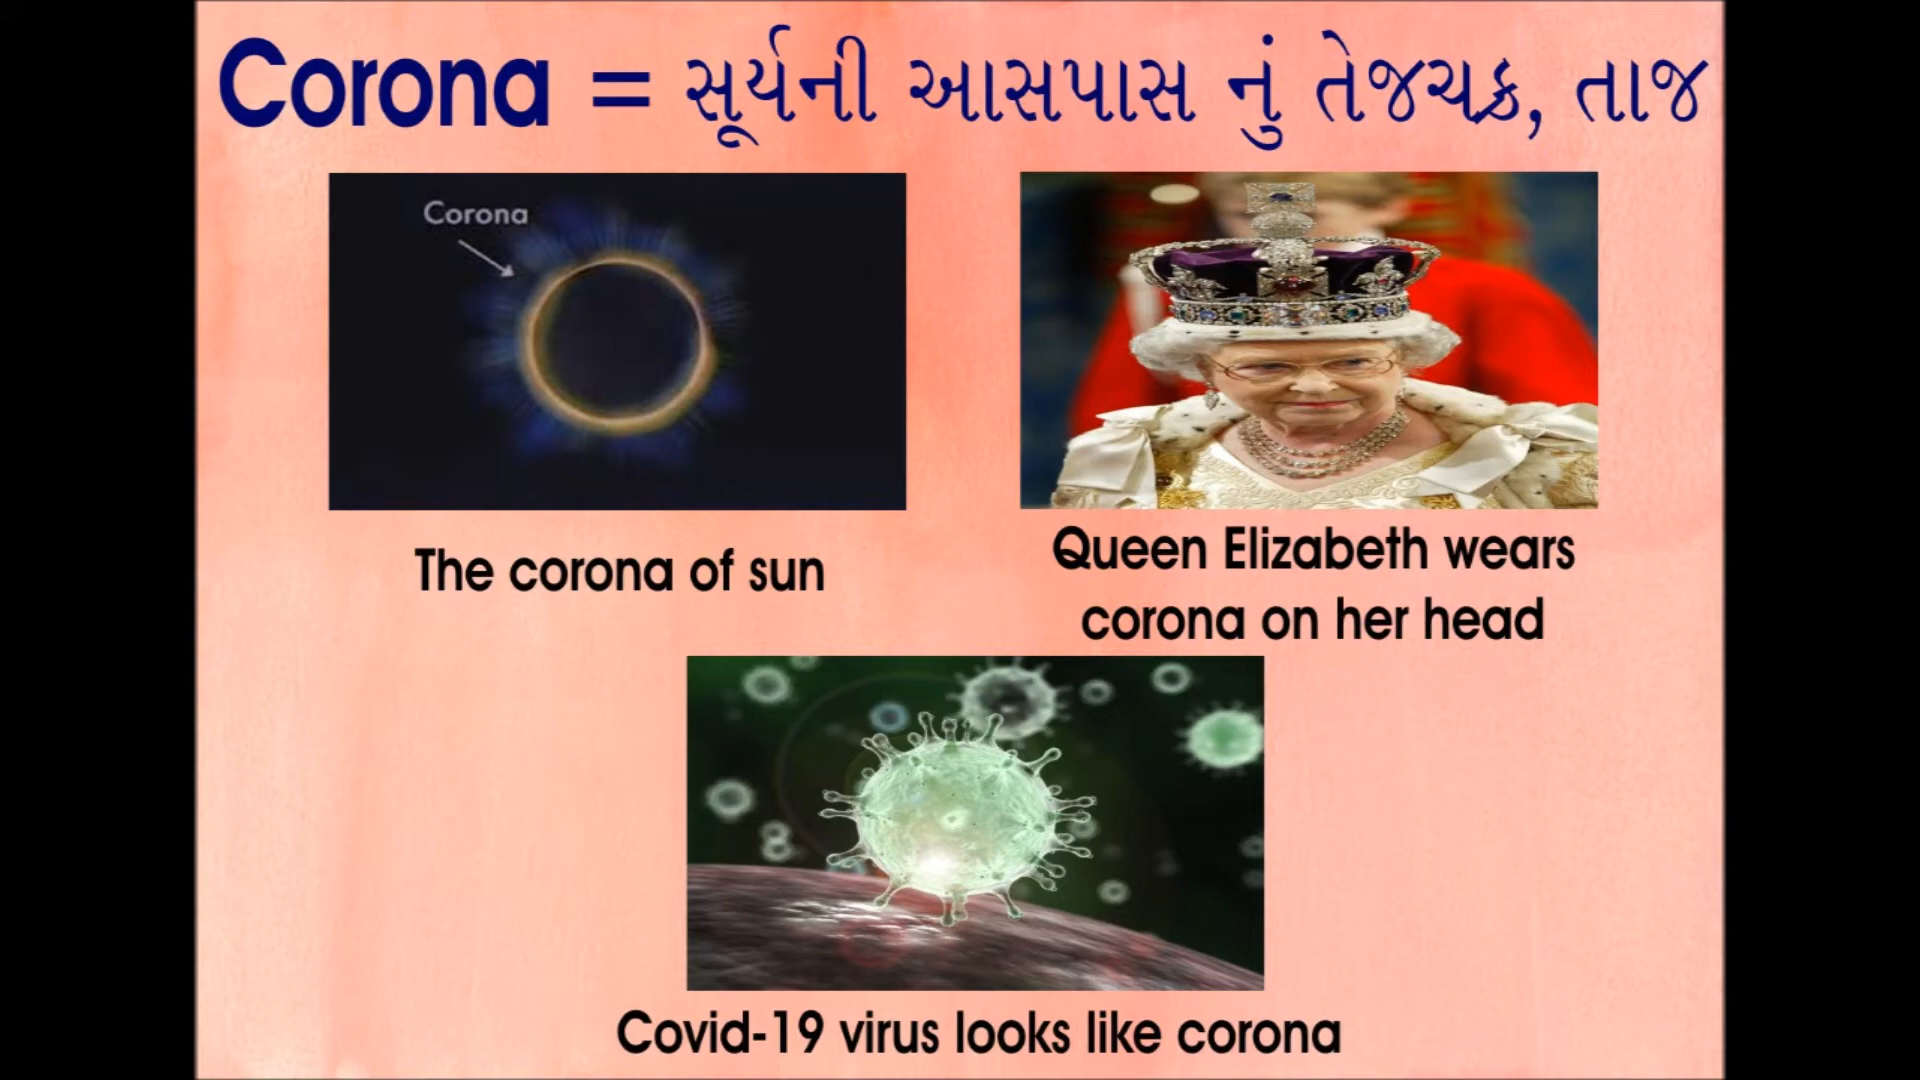 Corona = સૂર્યની આસપાસ નું તેજચક્ર, તાજ
Corona
The corona of sun
Queen Elizabeth wears
corona on her head
Covid-19 virus looks like corona